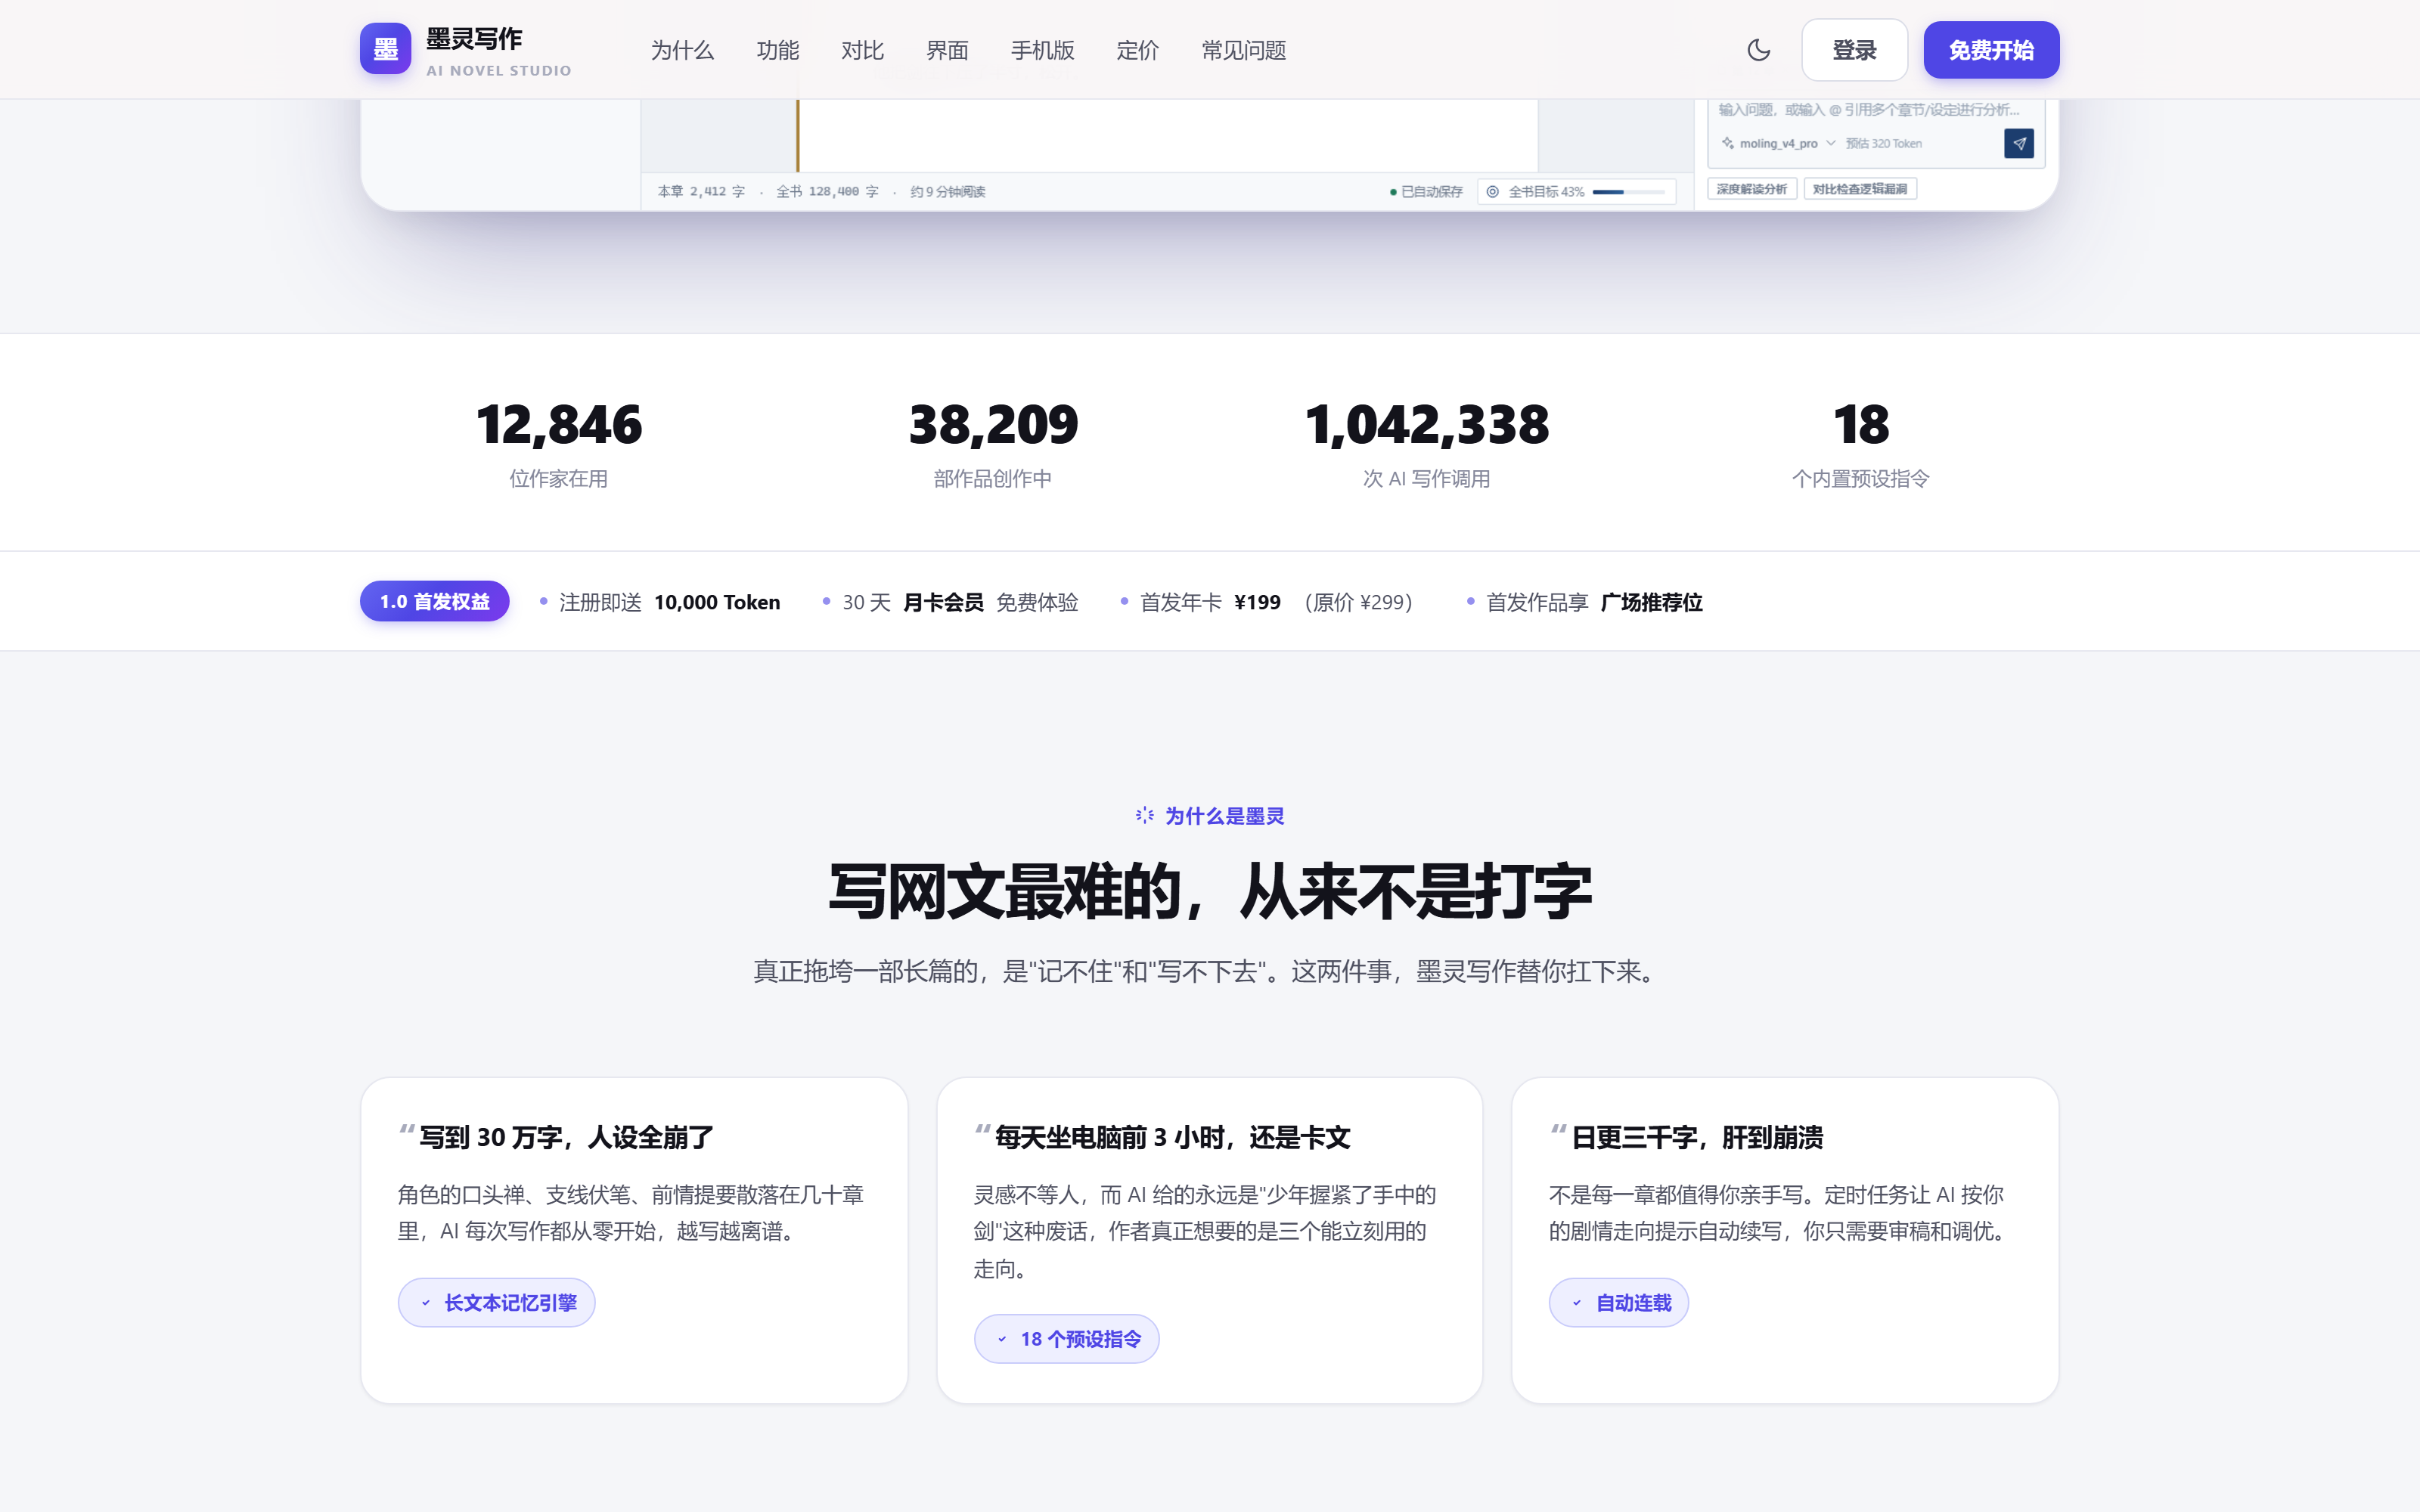 墨 墨灵写作
AI NOVEL STUDIO
为什么 功能 对比 界面 手机版 定价 常见问题
登录 免费开始
输入问题，或输入 @ 引用多个章节/设定进行分析...
moling_v4_pro 预估 320 Token
本章 2,412 字 · 全书 128,400 字 · 约 9 分钟阅读
已自动保存 全书目标 43%
深度解读分析 对比检查逻辑漏洞
12,846 38,209 1,042,338 18
位作家在用 部作品创作中 次 AI 写作调用 个内置预设指令
1.0 首发权益 注册即送 10,000 Token 30 天 月卡会员 免费体验 首发年卡 ¥199 （原价 ¥299） 首发作品享 广场推荐位
为什么是墨灵
写网文最难的，从来不是打字
真正拖垮一部长篇的，是"记不住"和"写不下去"。这两件事，墨灵写作替你扛下来。
“写到 30 万字，人设全崩了
角色的口头禅、支线伏笔、前情提要散落在几十章
里，AI 每次写作都从零开始，越写越离谱。
长文本记忆引擎
“每天坐电脑前 3 小时，还是卡文
灵感不等人，而 AI 给的永远是"少年握紧了手中的
剑"这种废话，作者真正想要的是三个能立刻用的
走向。
18 个预设指令
“日更三千字，肝到崩溃
不是每一章都值得你亲手写。定时任务让 AI 按你
的剧情走向提示自动续写，你只需要审稿和调优。
自动连载